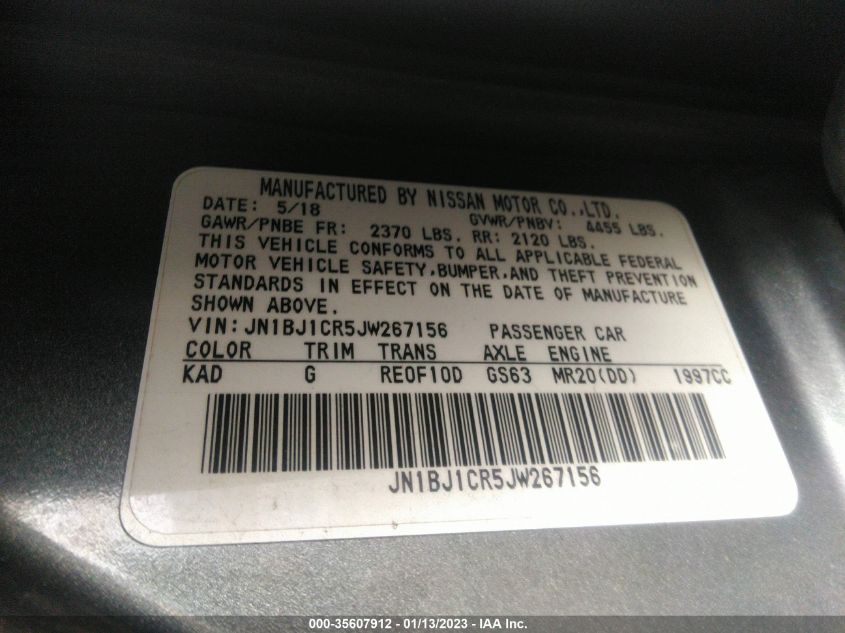 MANUFACTURED BY NISSAN MOTOR CO.,LTD.
DATE: 5/18 GVWR/PNBV: 4455 LBS.
GAWR/PNBE FR: 2370 LBS. RR: 2120 LBS.
THIS VEHICLE CONFORMS TO ALL APPLICABLE FEDERAL
MOTOR VEHICLE SAFETY,BUMPER,AND THEFT PREVENTION
STANDARDS IN EFFECT ON THE DATE OF MANUFACTURE
SHOWN ABOVE.
VIN:JN1BJ1CR5JW267156 PASSENGER CAR
COLOR TRIM TRANS AXLE ENGINE
KAD G RE0F10D GS63 MR20(DD) 1997CC
JN1BJ1CR5JW267156
000-35607912 - 01/13/2023 - IAA Inc.